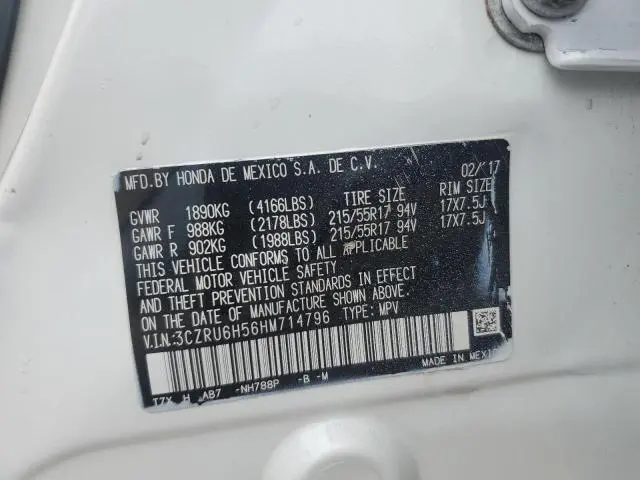 MFD.BY HONDA DE MEXICO S.A. DE C.V. 02/'17
TIRE SIZE RIM SIZE
GVWR 1890KG (4166LBS)
GAWR F 988KG (2178LBS) 215/55R17 94V 17X7.5J
GAWR R 902KG (1988LBS) 215/55R17 94V 17X7.5J
THIS VEHICLE CONFORMS TO ALL APPLICABLE
FEDERAL MOTOR VEHICLE SAFETY
AND THEFT PREVENTION STANDARDS IN EFFECT
ON THE DATE OF MANUFACTURE SHOWN ABOVE.
V.I.N:3CZRU6H56HM714796 TYPE: MPV
MADE IN MEXI
T7X H AB7 -NH788P -B -M